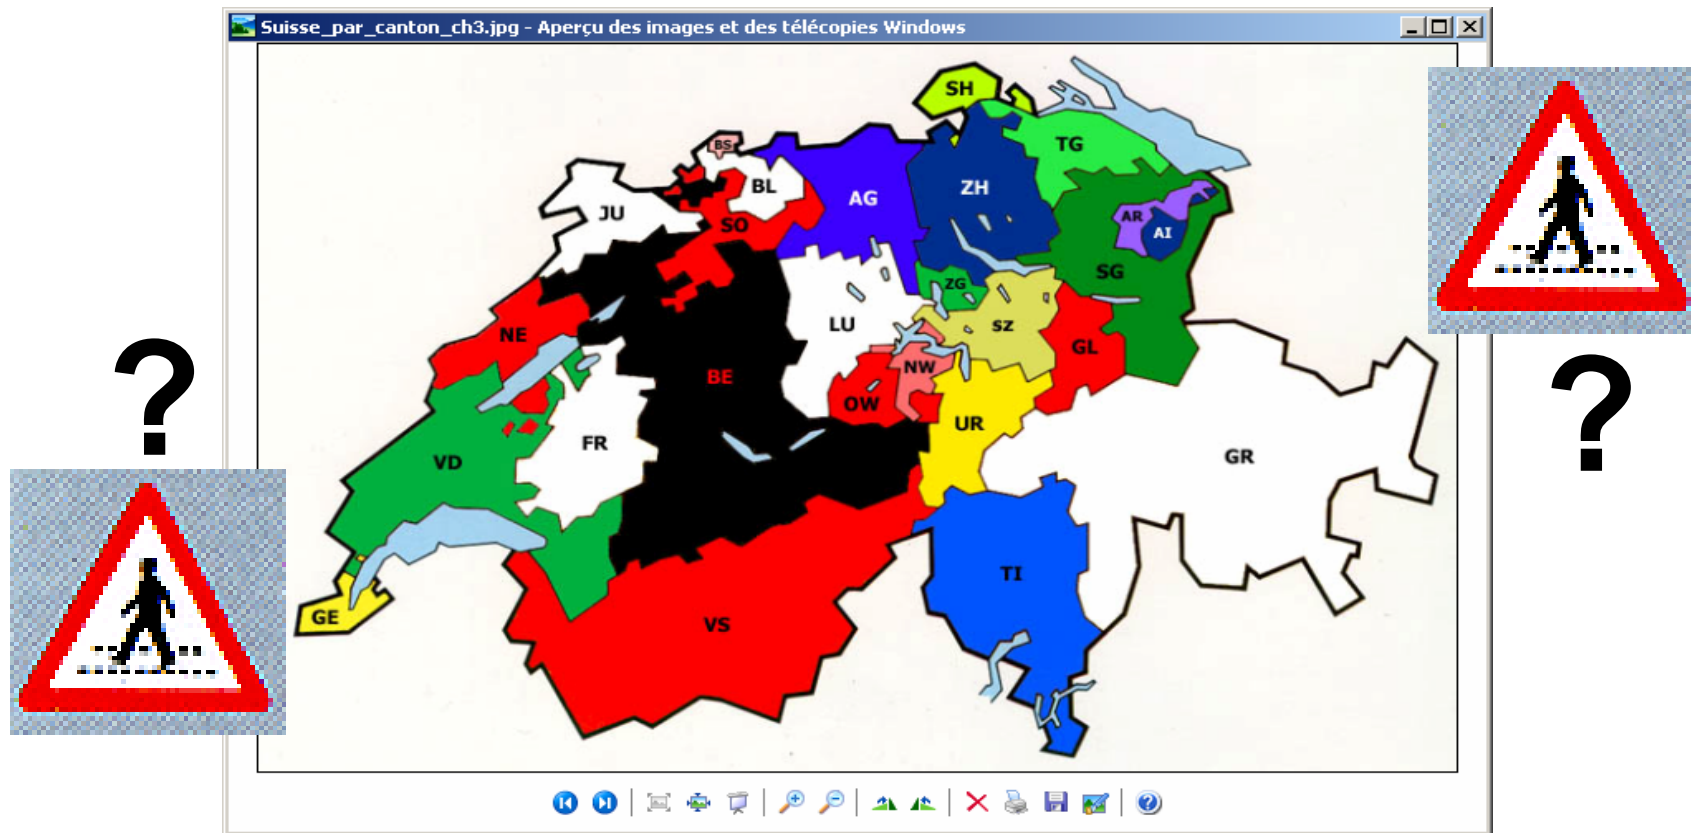 Suisse_par_canton_ch3.jpg - Aperçu des images et des télécopies Windows
SH
BS
TG
BL
AG
ZH
JU
SO
AR
AI
SG
ZG
NE
LU
SZ
GL
BE
NW
OW
UR
FR
VD
GR
TI
GE
VS
?
?
?